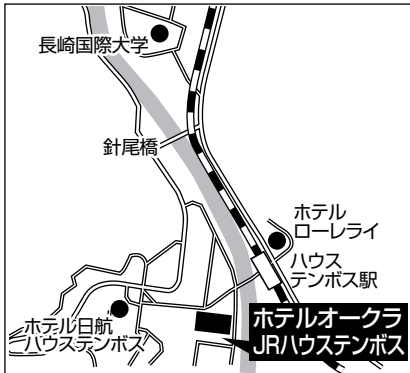 長崎国際大学
針尾橋
ホテル
ローレライ
ハウス
テンボス駅
ホテル日航
ハウステンボス
ホテルオークラ
JRハウステンボス